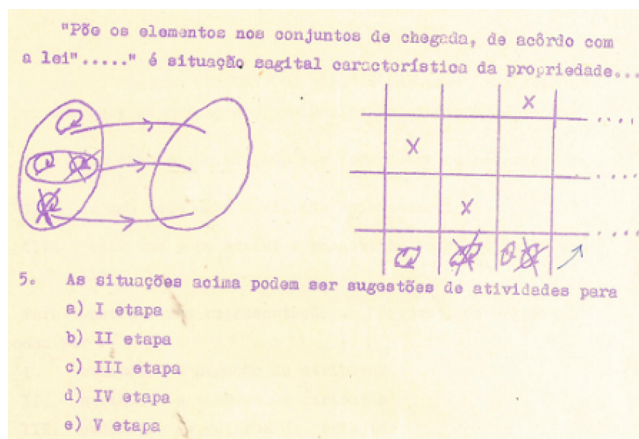 "Põe os elementos nos conjuntos de chegada, de acôrdo com
a lei"....." é situação sagital característica da propriedade...
5. As situações acima podem ser sugestões de atividades para
a) I etapa
b) II etapa
c) III etapa
d) IV etapa
e) V etapa